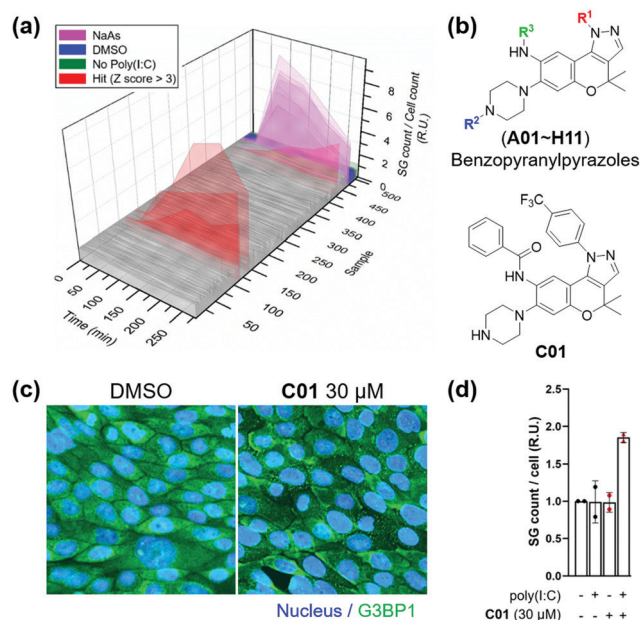 (a)
NaAs
DMSO
No Poly(I:C)
Hit (Z score > 3)
8
6
4
2
0
SG count / Cell count
(R.U.)
0
50
100
150
200
250
Time (min)
50
100
150
200
250
300
350
400
450
500
Sample
(b)
R¹
R³
HN
N
N
N
O
N
R²
(A01~H11)
Benzopyranylpyrazoles
F₃C
O
HN
N
N
N
O
HN
C01
(c)
DMSO
C01 30 μM
Nucleus / G3BP1
(d)
SG count / cell (R.U.)
2.5
2.0
1.5
1.0
0.5
0.0
poly(I:C) - + - +
C01 (30 μM) - - + +